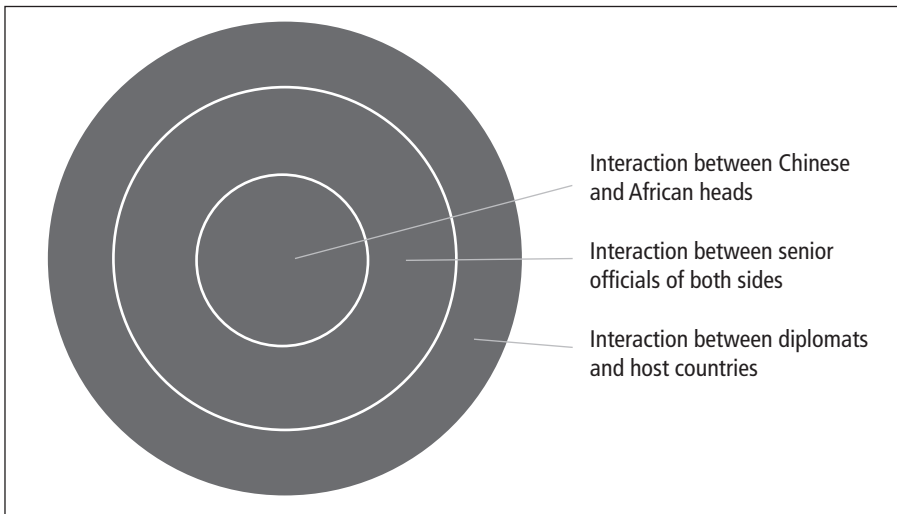 Interaction between Chinese
and African heads
Interaction between senior
officials of both sides
Interaction between diplomats
and host countries